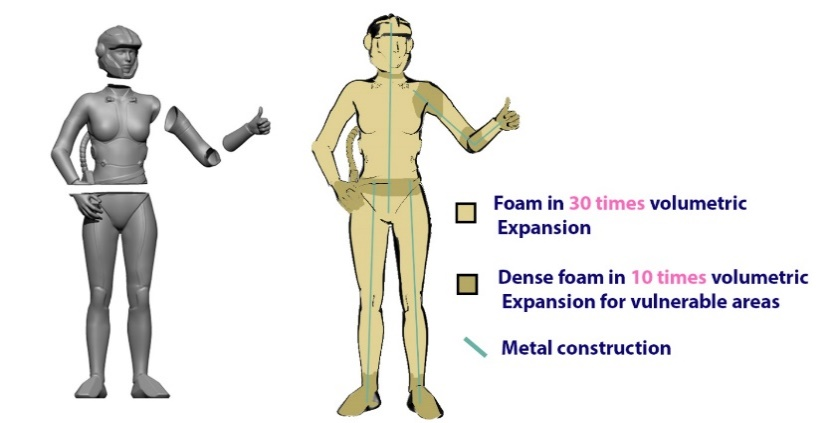 Foam in 30 times volumetric
Expansion
Dense foam in 10 times volumetric
Expansion for vulnerable areas
Metal construction